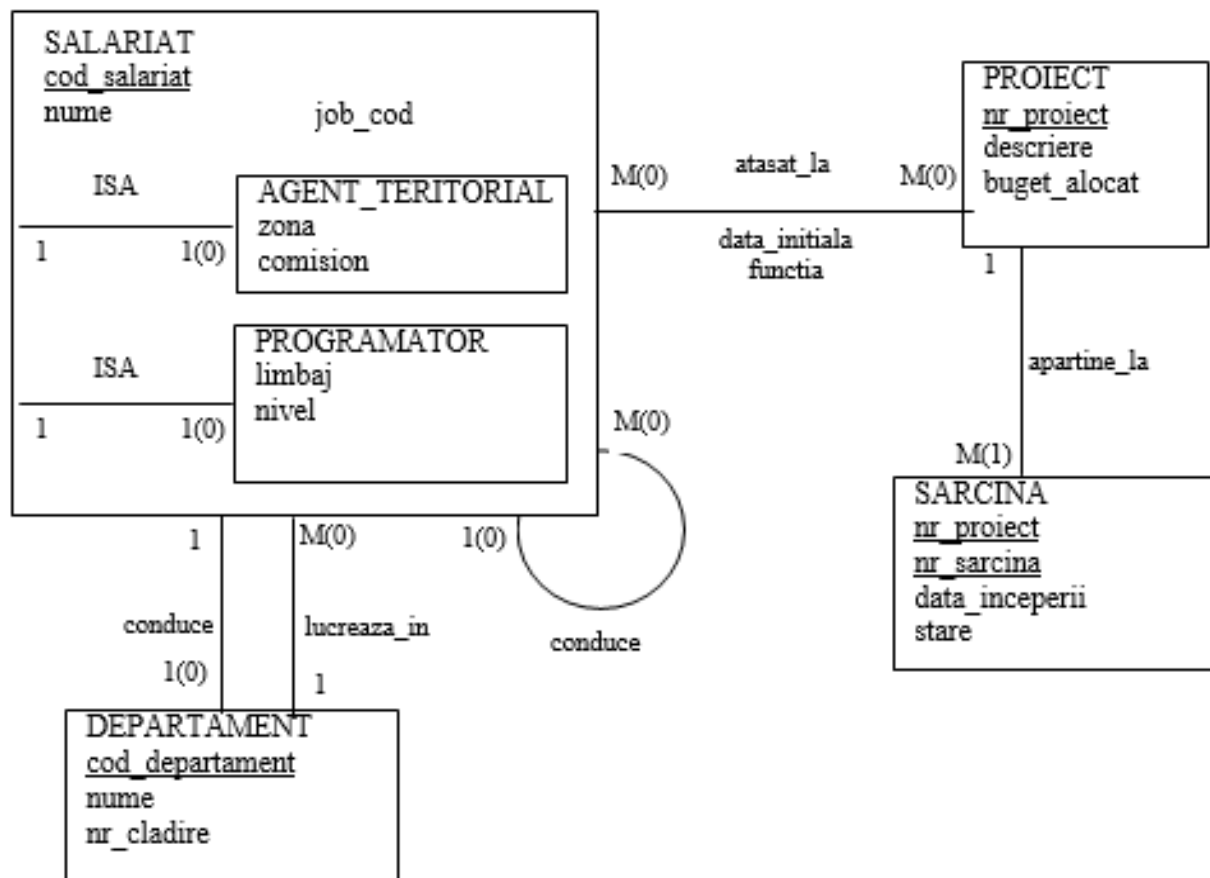 SALARIAT
cod_salariat
nume
job_cod
ISA
1
1(0)
AGENT_TERITORIAL
zona
comision
ISA
1
1(0)
PROGRAMATOR
limbaj
nivel
M(0)
atasat_la
M(0)
data_initiala
functia
PROIECT
nr_proiect
descriere
buget_alocat
1
apartine_la
M(1)
SARCINA
nr_proiect
nr_sarcina
data_inceperii
stare
M(0)
1(0)
conduce
1
conduce
1(0)
M(0)
lucreaza_in
1
DEPARTAMENT
cod_departament
nume
nr_cladire